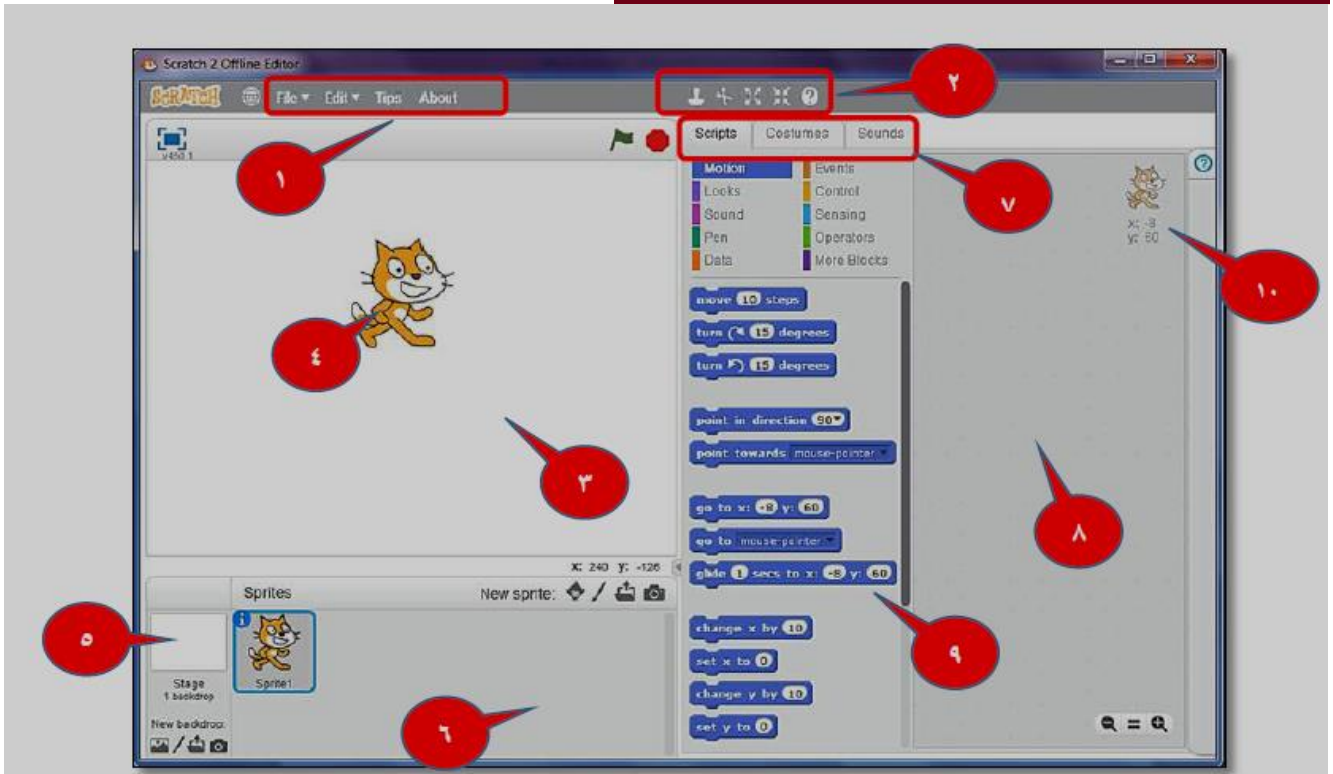 Scratch 2 Offline Editor
SCRATCH File Edit Tips About
٢
v450.1
Scripts Costumes Sounds
١
Motion Events
Looks Control
Sound Sensing
Pen Operators
Data More Blocks
٧
x: -8
y: 60
١٠
move 10 steps
turn 15 degrees
turn 15 degrees
٤
point in direction 90
point towards mouse-pointer
٣
go to x: -8 y: 60
go to mouse-pointer
glide 1 secs to x: -8 y: 60
٨
x: 240 y: -126
Sprites New sprite:
change x by 10
set x to 0
change y by 10
set y to 0
٩
٥
Stage
1 backdrop
Sprite1
New backdrop:
٦